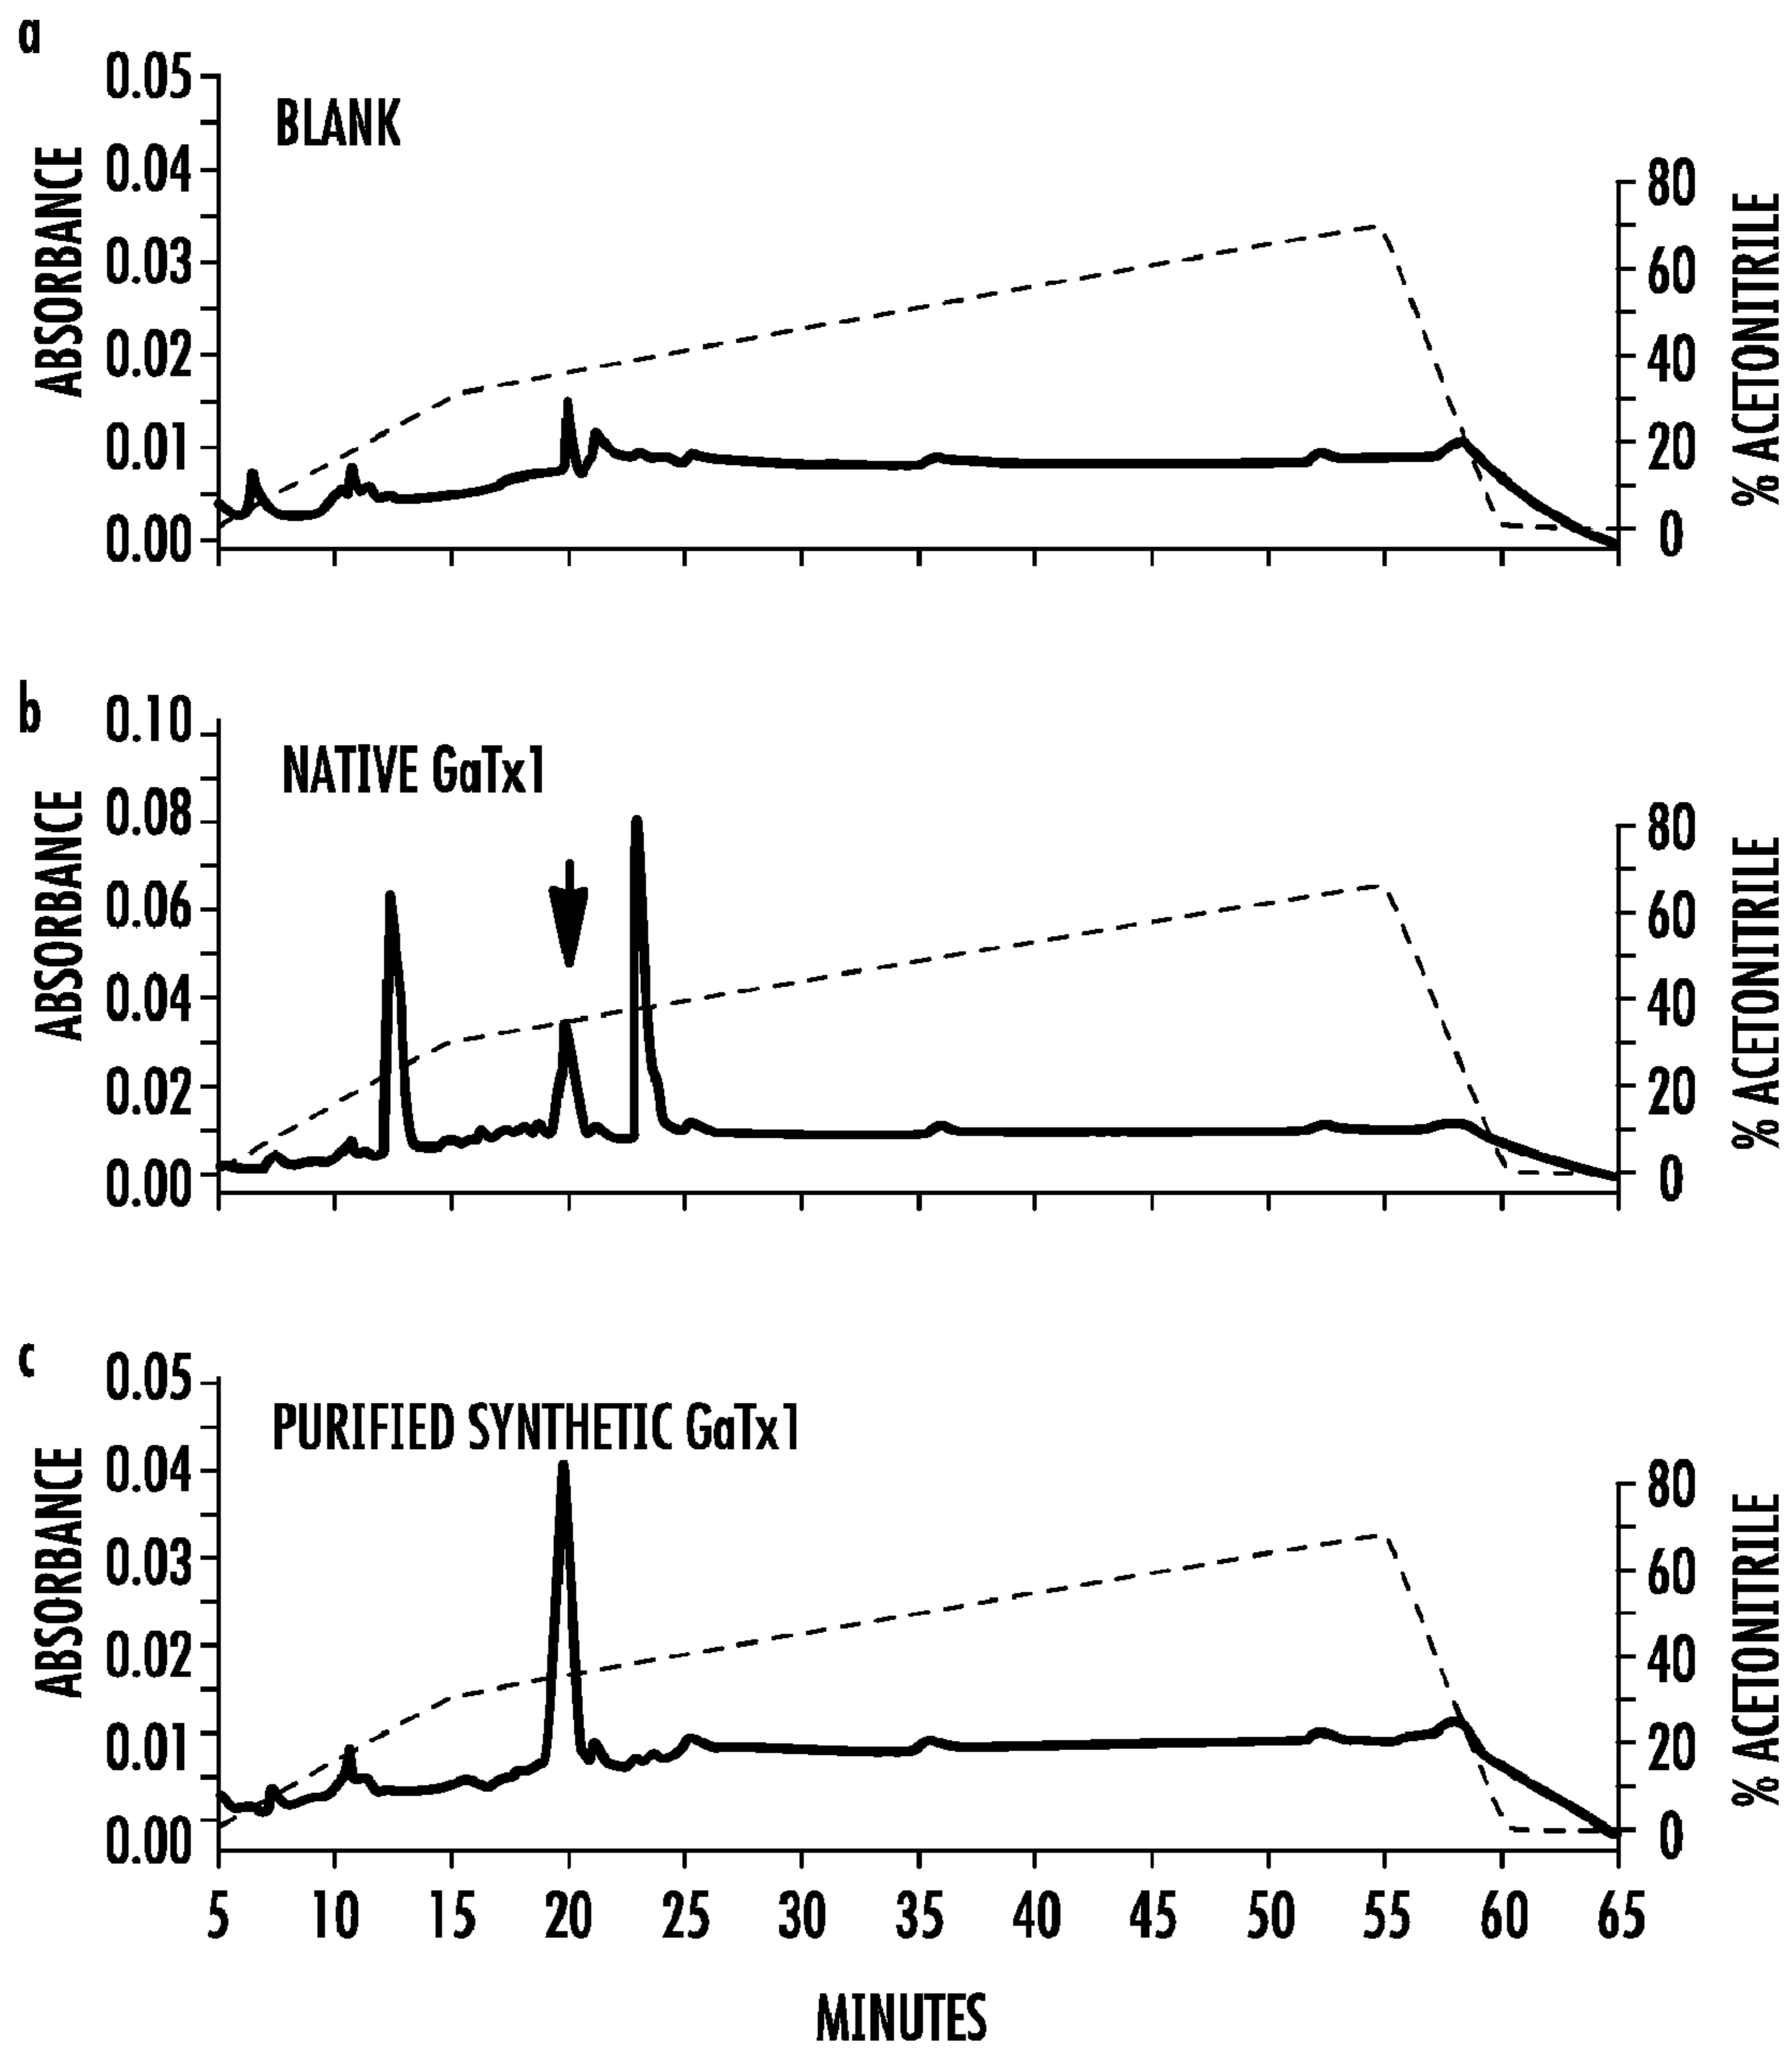 a
BLANK
ABSORBANCE
0.05
0.04
0.03
0.02
0.01
0.00
80
60
40
20
0
% ACETONITRILE
b
NATIVE GaTx1
ABSORBANCE
0.10
0.08
0.06
0.04
0.02
0.00
80
60
40
20
0
% ACETONITRILE
c
PURIFIED SYNTHETIC GaTx1
ABSORBANCE
0.05
0.04
0.03
0.02
0.01
0.00
80
60
40
20
0
% ACETONITRILE
5 10 15 20 25 30 35 40 45 50 55 60 65
MINUTES